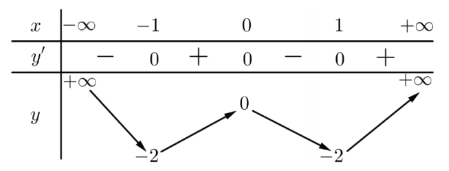 x −∞ −1 0 1 +∞
y′ − 0 + 0 − 0 +
+∞ +∞
0
y
−2 −2